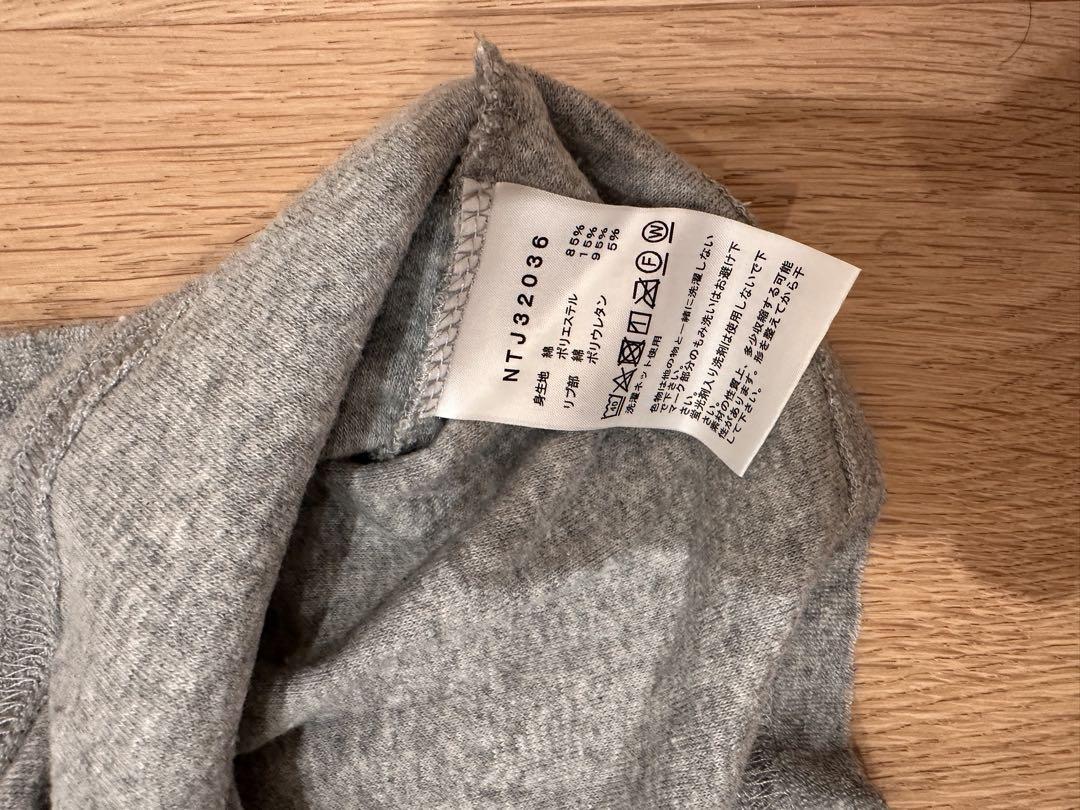 NTJ32036
身生地 綿 85%
ポリエステル 15%
リブ部 綿 95%
ポリウレタン 5%
40 F W
洗濯ネット使用
色物は他の物と一緒に洗濯しない
で下さい。
マーク部分のもみ洗いはお避け下
さい。
蛍光剤入り洗剤は使用しないで下
さい。
素材の性質上、多少収縮する可能
性があります。形を整えてから干
して下さい。